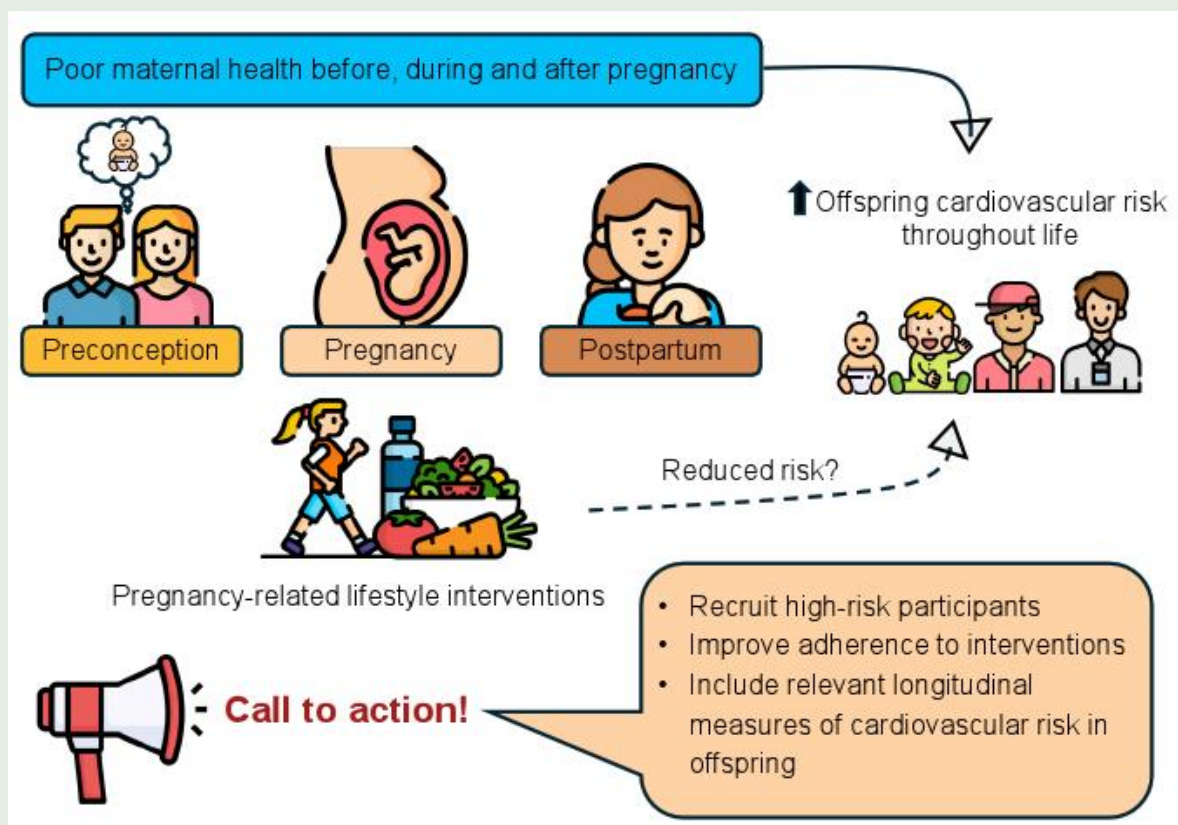 Poor maternal health before, during and after pregnancy
⬆Offspring cardiovascular risk
throughout life
Preconception
Pregnancy
Postpartum
Reduced risk?
Pregnancy-related lifestyle interventions
Call to action!
• Recruit high-risk participants
• Improve adherence to interventions
• Include relevant longitudinal
measures of cardiovascular risk in
offspring